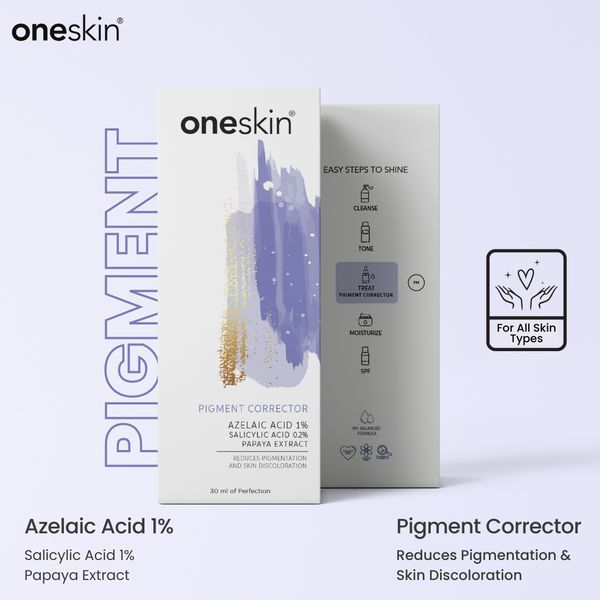 oneskin®
PIGMENT
oneskin®
PIGMENT CORRECTOR
AZELAIC ACID 1%
SALICYLIC ACID 0.2%
PAPAYA EXTRACT
REDUCES PIGMENTATION
AND SKIN DISCOLORATION
30 ml of Perfection
EASY STEPS TO SHINE
CLEANSE
TONE
TREAT
PIGMENT CORRECTOR
PM
MOISTURIZE
SPF
PH-BALANCED
FORMULA
For All Skin
Types
Azelaic Acid 1%
Salicylic Acid 1%
Papaya Extract
Pigment Corrector
Reduces Pigmentation &
Skin Discoloration